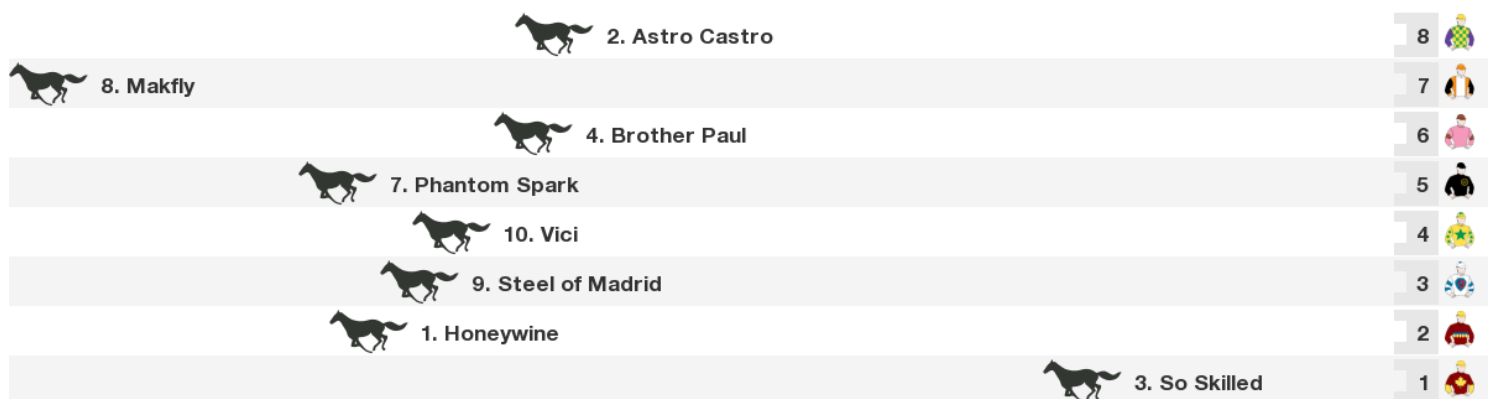 2. Astro Castro 8
8. Makfly 7
4. Brother Paul 6
7. Phantom Spark 5
10. Vici 4
9. Steel of Madrid 3
1. Honeywine 2
3. So Skilled 1